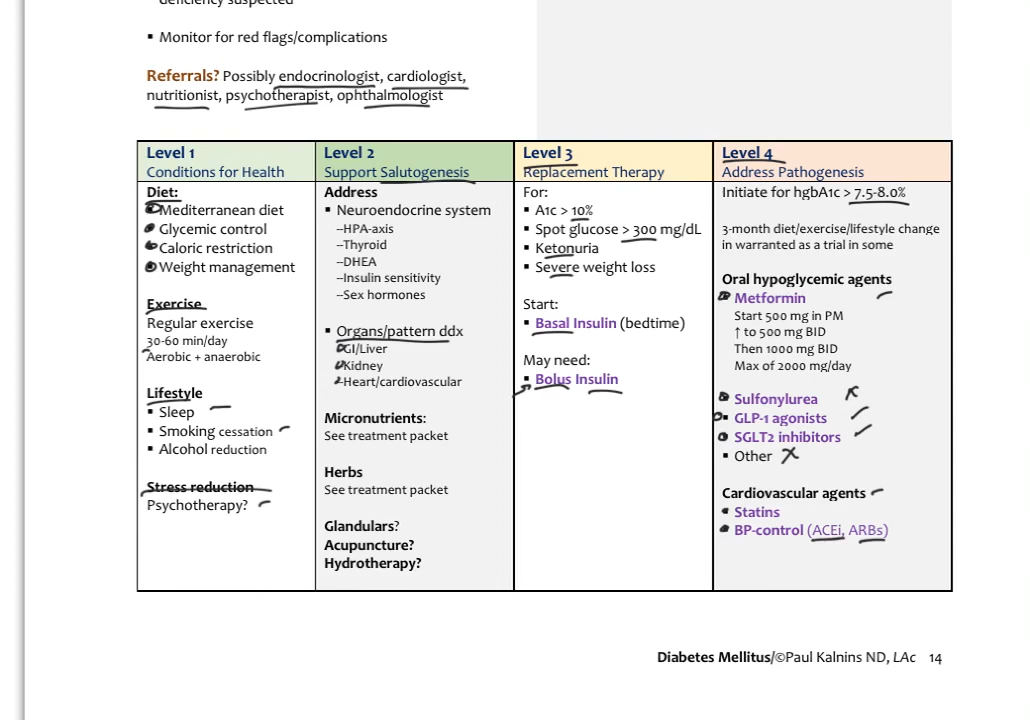 deficiency suspected
▪ Monitor for red flags/complications
Referrals? Possibly endocrinologist, cardiologist,
nutritionist, psychotherapist, ophthalmologist
Level 1
Conditions for Health
Diet:
Mediterranean diet
Glycemic control
Caloric restriction
Weight management
Exercise
Regular exercise
30-60 min/day
Aerobic + anaerobic
Lifestyle
▪ Sleep
▪ Smoking cessation
▪ Alcohol reduction
Stress reduction
Psychotherapy?
Level 2
Support Salutogenesis
Address
▪ Neuroendocrine system
–HPA-axis
–Thyroid
–DHEA
–Insulin sensitivity
–Sex hormones
▪ Organs/pattern ddx
GI/Liver
Kidney
Heart/cardiovascular
Micronutrients:
See treatment packet
Herbs
See treatment packet
Glandulars?
Acupuncture?
Hydrotherapy?
Level 3
Replacement Therapy
For:
▪ A1c > 10%
▪ Spot glucose > 300 mg/dL
▪ Ketonuria
▪ Severe weight loss
Start:
▪ Basal Insulin (bedtime)
May need:
▪ Bolus Insulin
Level 4
Address Pathogenesis
Initiate for hgbA1c > 7.5-8.0%
3-month diet/exercise/lifestyle change
in warranted as a trial in some
Oral hypoglycemic agents
Metformin
Start 500 mg in PM
↑ to 500 mg BID
Then 1000 mg BID
Max of 2000 mg/day
Sulfonylurea
▪ GLP-1 agonists
SGLT2 inhibitors
▪ Other
Cardiovascular agents
▪ Statins
▪ BP-control (ACEi, ARBs)
Diabetes Mellitus/©Paul Kalnins ND, LAc 14